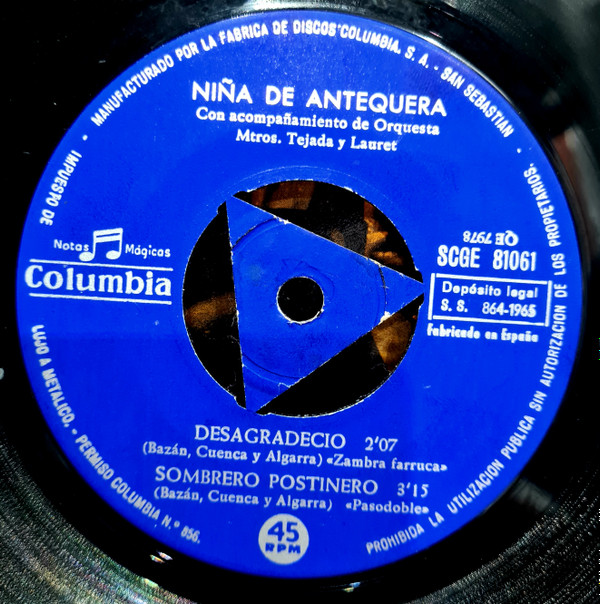 IMPUESTO DE • MANUFACTURADO POR LA FABRICA DE DISCOS COLUMBIA. S. A. - SAN SEBASTIAN •
NIÑA DE ANTEQUERA
Con acompañamiento de Orquesta
Mtros. Tejada y Lauret
QE 7978
SCGE 81061
Notas Mágicas
Columbia
Depósito legal
S. S. 864-1965
Fabricado en España
DESAGRADECIO 2'07
(Bazán, Cuenca y Algarra) «Zambra farruca»
SOMBRERO POSTINERO 3'15
(Bazán, Cuenca y Algarra) «Pasodoble»
45
RPM
LUJO A METALICO. - PERMISO COLUMBIA N.º 856.
PROHIBIDA LA UTILIZACION PUBLICA SIN AUTORIZACION DE LOS PROPIETARIOS.